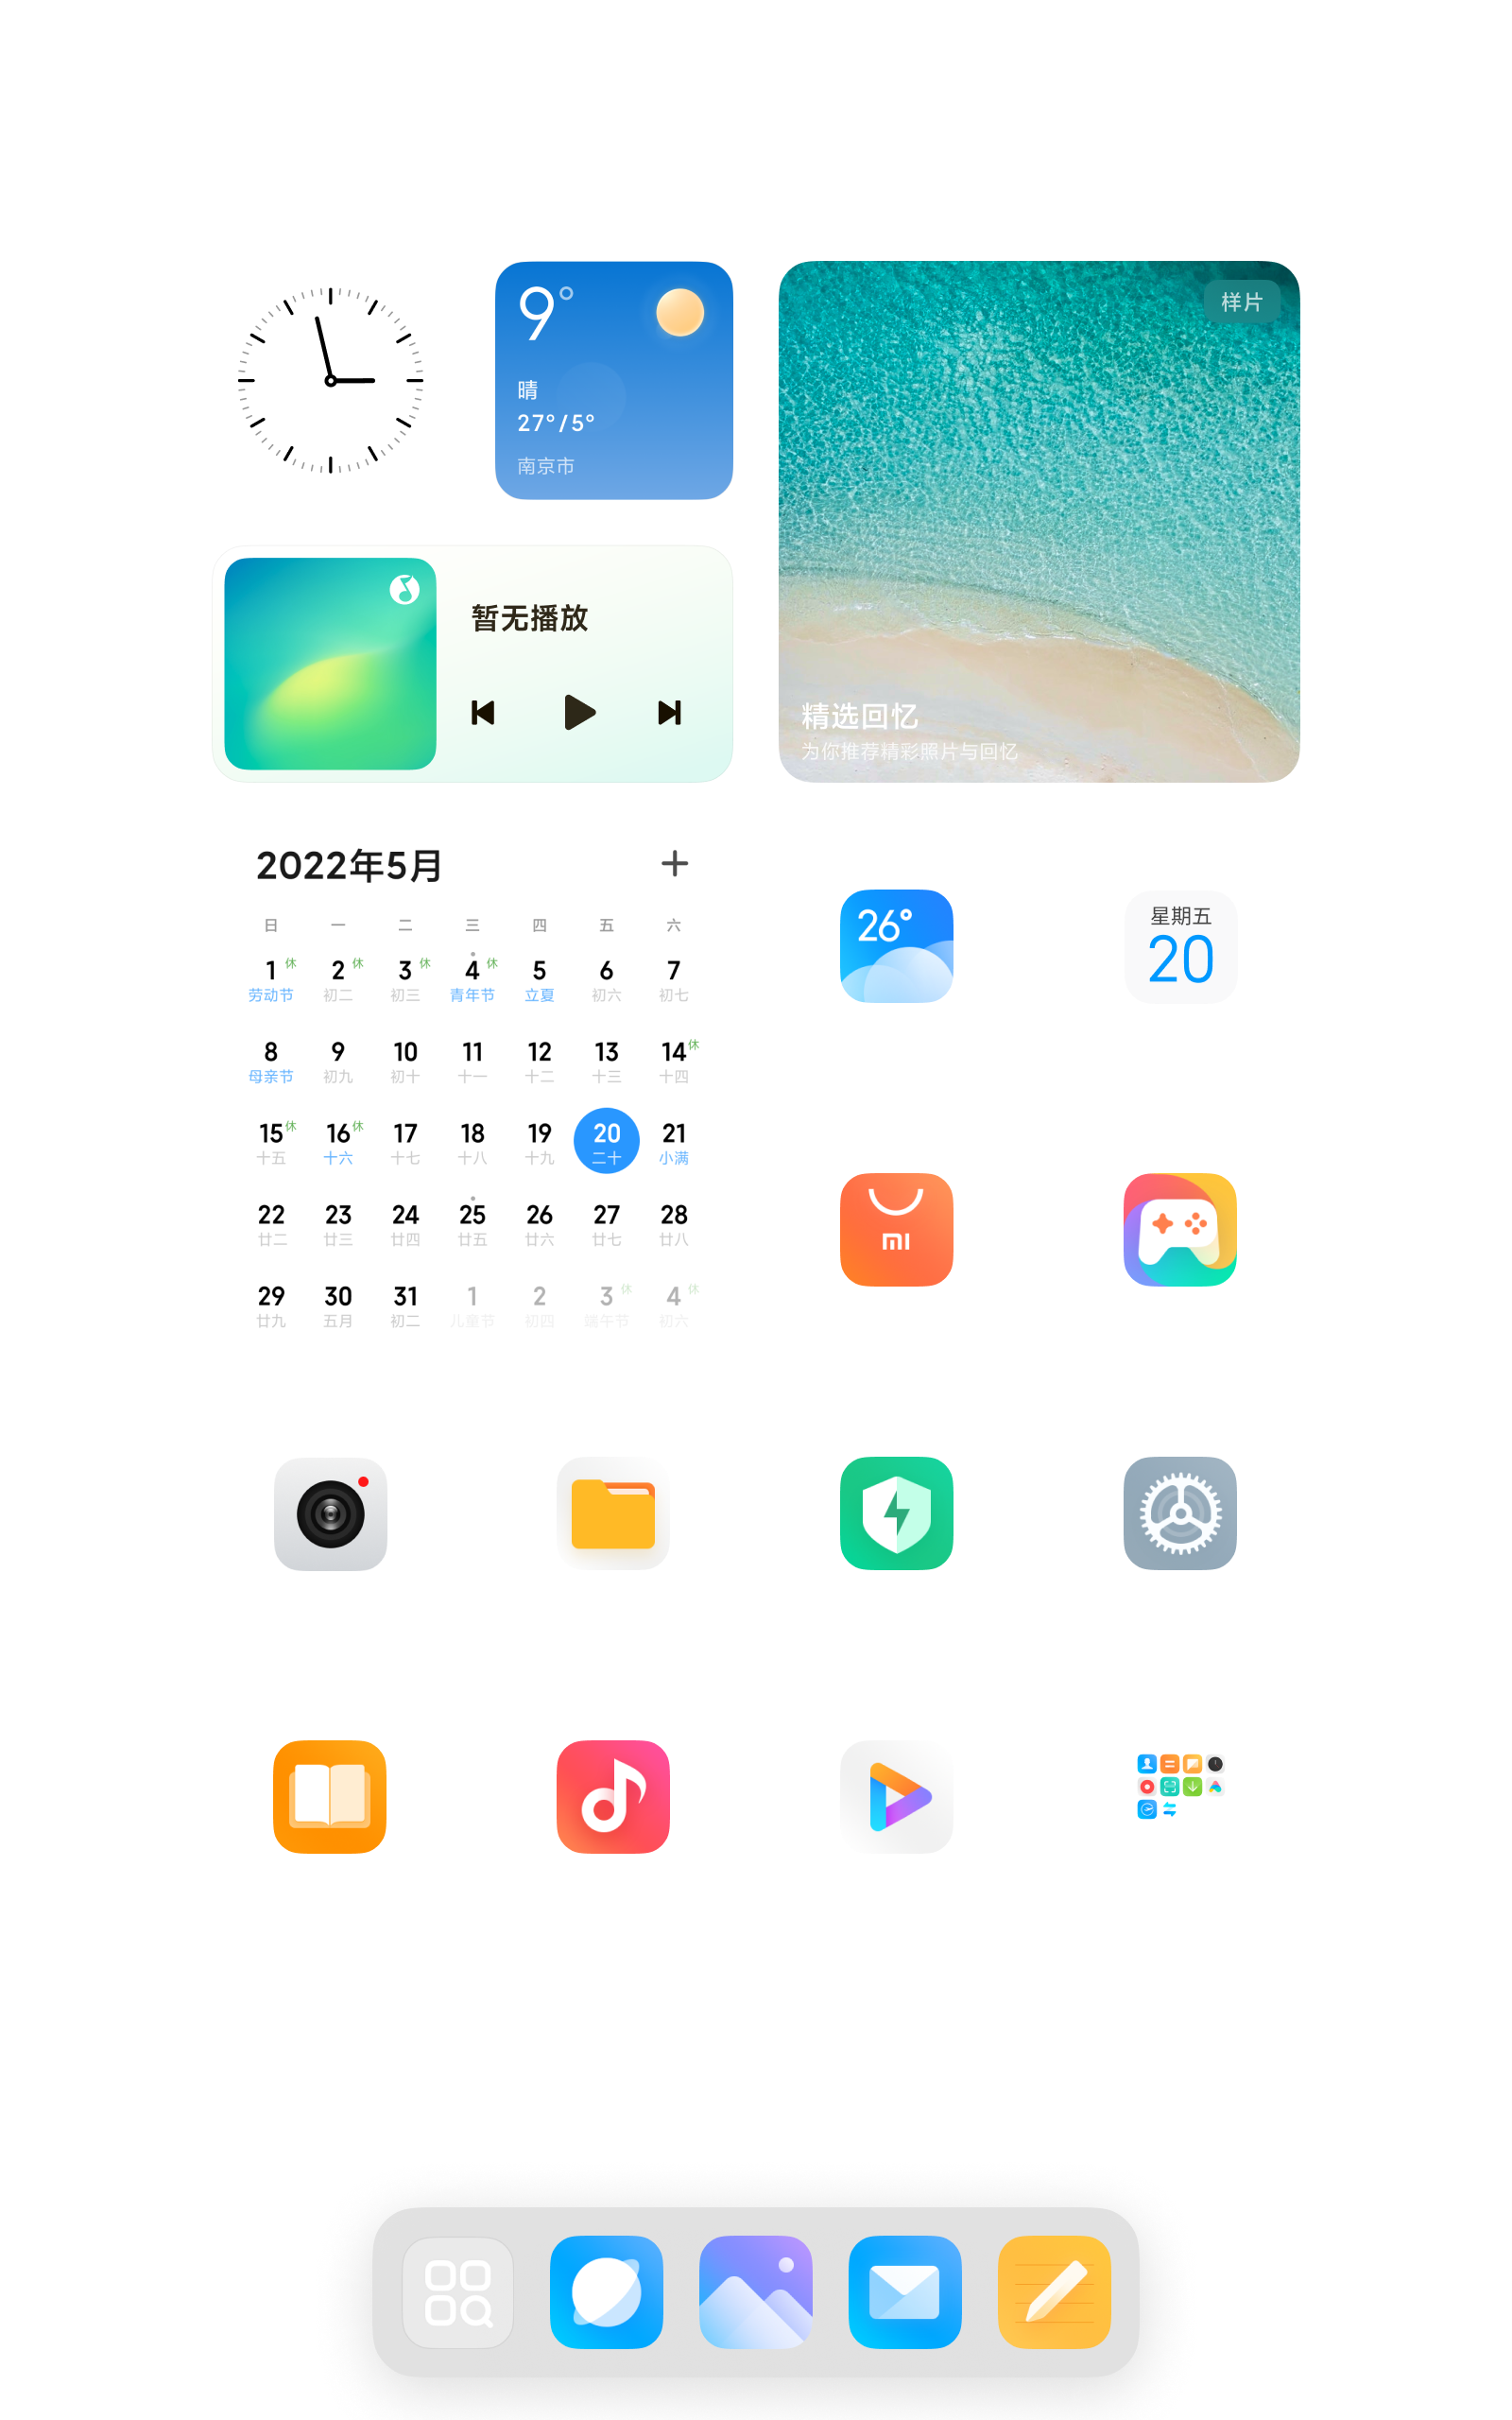 9°
晴
27°/5°
南京市
样片
精选回忆
为你推荐精彩照片与回忆
暂无播放
2022年5月
日 一 二 三 四 五 六
1 休 2 休 3 休 4 休 5 6 7
劳动节 初二 初三 青年节 立夏 初六 初七
8 9 10 11 12 13 14 休
母亲节 初九 初十 十一 十二 十三 十四
15 休 16 休 17 18 19 20 21
十五 十六 十七 十八 十九 二十 小满
22 23 24 25 26 27 28
廿二 廿三 廿四 廿五 廿六 廿七 廿八
29 30 31 1 2 3 休 4 休
廿九 五月 初二 儿童节 初四 端午节 初六
26°
星期五
20
mi